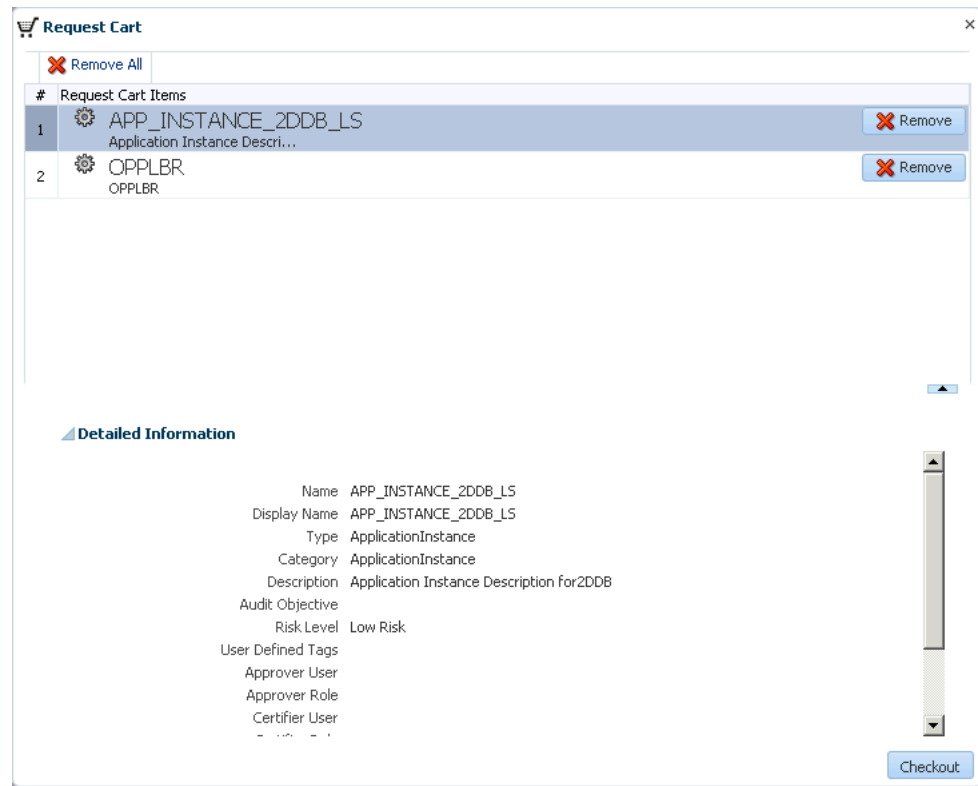 Request Cart
Remove All
# Request Cart Items
1 APP_INSTANCE_2DDB_LS Remove
Application Instance Descri...
2 OPPLBR Remove
OPPLBR
Detailed Information
Name APP_INSTANCE_2DDB_LS
Display Name APP_INSTANCE_2DDB_LS
Type ApplicationInstance
Category ApplicationInstance
Description Application Instance Description for2DDB
Audit Objective
Risk Level Low Risk
User Defined Tags
Approver User
Approver Role
Certifier User
Checkout